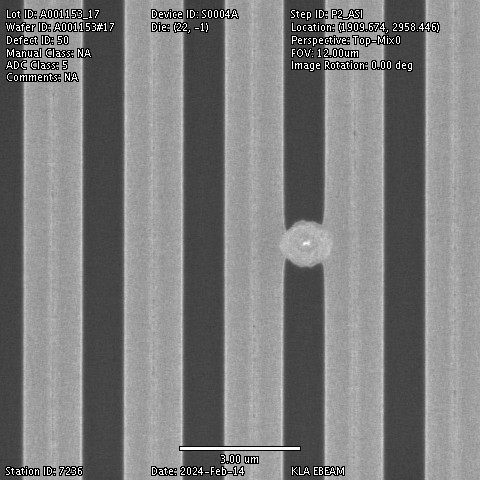 Lot ID: A001153_17
Wafer ID: A001153#17
Defect ID: 50
Manual Class: NA
ADC Class: 5
Comments: NA
Device ID: S0004A
Die: (22, -1)
Step ID: P2_ASI
Location: (1909.674, 2958.446)
Perspective: Top-Mix0
FOV: 12.00um
Image Rotation: 0.00 deg
3.00 um
Station ID: 7236
Date: 2024-Feb-14
KLA EBEAM